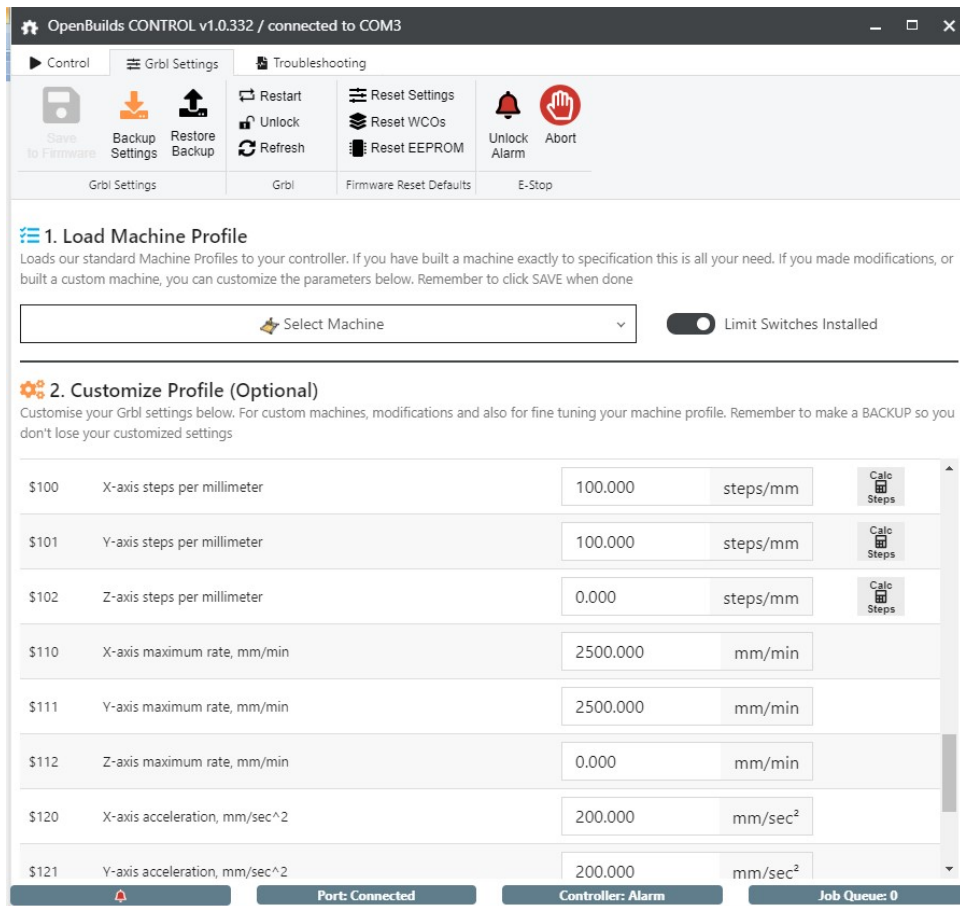 OpenBuilds CONTROL v1.0.332 / connected to COM3
Control Grbl Settings Troubleshooting
Save to Firmware
Backup Settings
Restore Backup
Grbl Settings
Restart
Unlock
Refresh
Grbl
Reset Settings
Reset WCOs
Reset EEPROM
Firmware Reset Defaults
Unlock Alarm
Abort
E-Stop
1. Load Machine Profile
Loads our standard Machine Profiles to your controller. If you have built a machine exactly to specification this is all your need. If you made modifications, or
built a custom machine, you can customize the parameters below. Remember to click SAVE when done
Select Machine Limit Switches Installed
2. Customize Profile (Optional)
Customise your Grbl settings below. For custom machines, modifications and also for fine tuning your machine profile. Remember to make a BACKUP so you
don't lose your customized settings
$100 X-axis steps per millimeter 100.000 steps/mm Calc Steps
$101 Y-axis steps per millimeter 100.000 steps/mm Calc Steps
$102 Z-axis steps per millimeter 0.000 steps/mm Calc Steps
$110 X-axis maximum rate, mm/min 2500.000 mm/min
$111 Y-axis maximum rate, mm/min 2500.000 mm/min
$112 Z-axis maximum rate, mm/min 0.000 mm/min
$120 X-axis acceleration, mm/sec^2 200.000 mm/sec²
$121 Y-axis acceleration, mm/sec^2 200.000 mm/sec²
Port: Connected Controller: Alarm Job Queue: 0